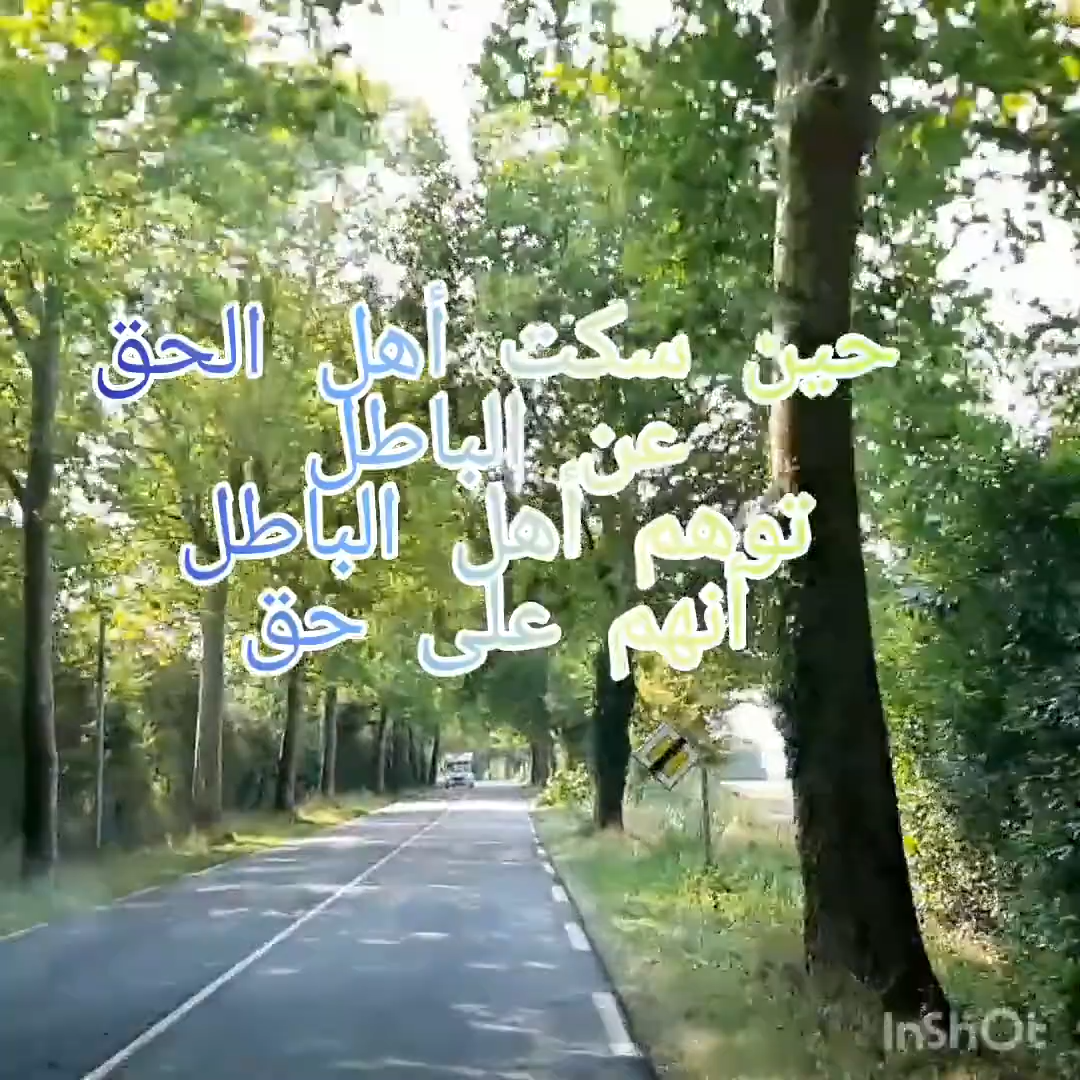 حين سكت أهل الحق
عن الباطل
توهم أهل الباطل
أنهم على حق
InShOt